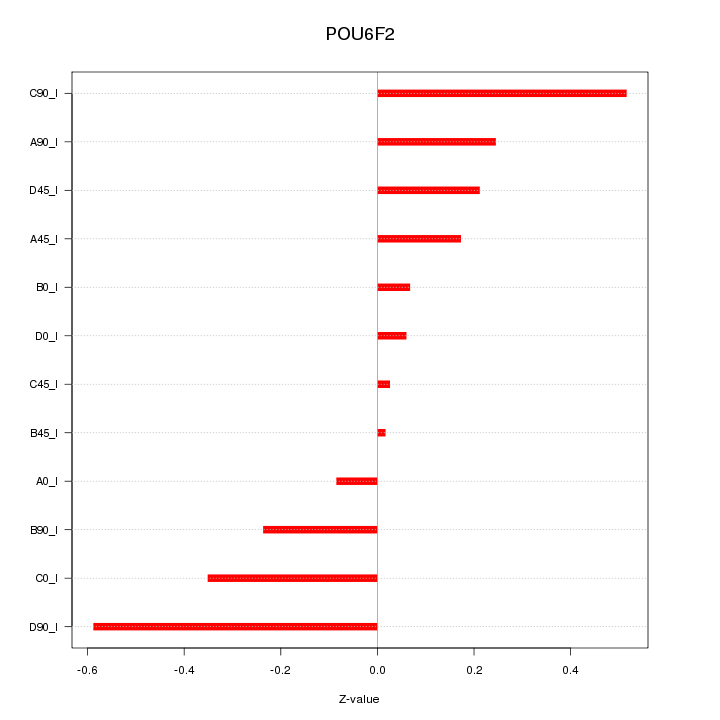 POU6F2
C90_I
A90_I
D45_I
A45_I
B0_I
D0_I
C45_I
B45_I
A0_I
B90_I
C0_I
D90_I
-0.6 -0.4 -0.2 0.0 0.2 0.4
Z-value